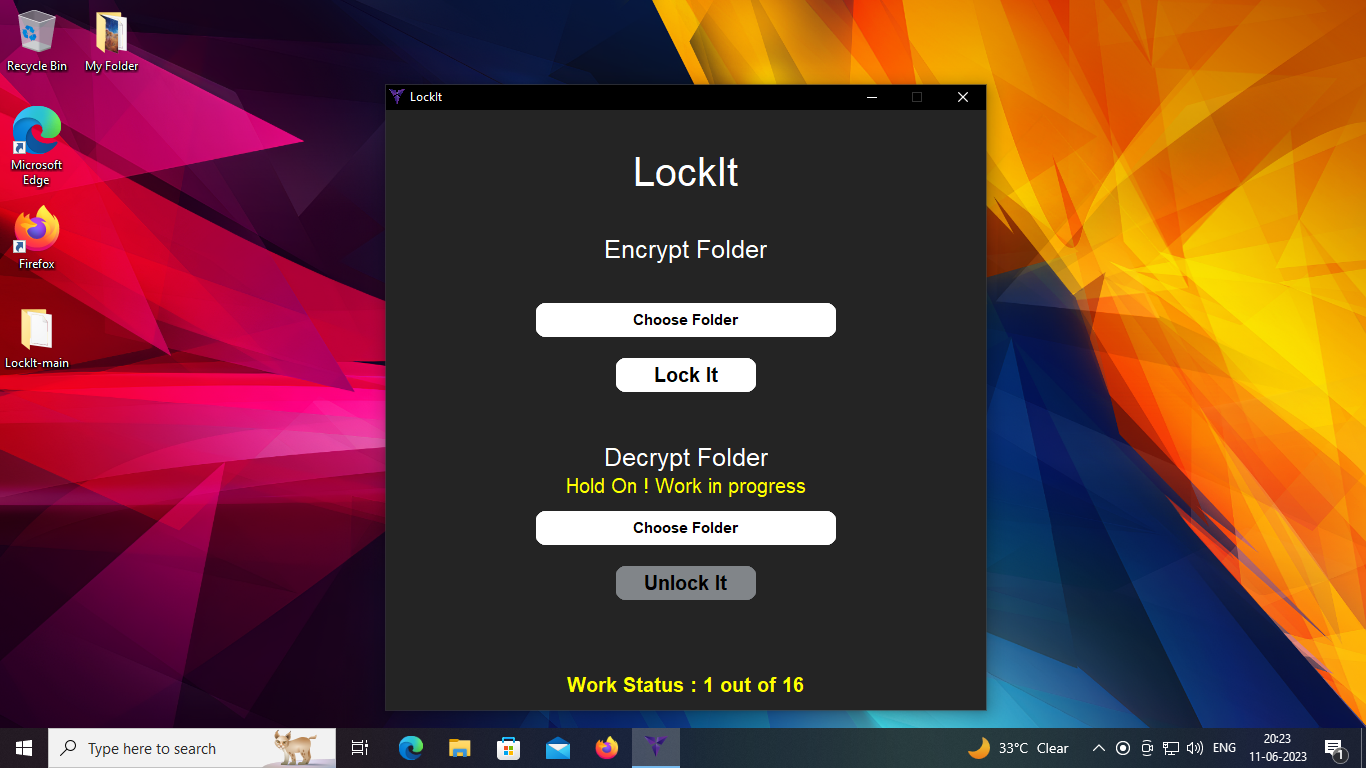 Recycle Bin
My Folder
Microsoft
Edge
Firefox
LockIt-main
LockIt
LockIt
Encrypt Folder
Choose Folder
Lock It
Decrypt Folder
Hold On ! Work in progress
Choose Folder
Unlock It
Work Status : 1 out of 16
Type here to search
33°C Clear
ENG
20:23
11-06-2023
1